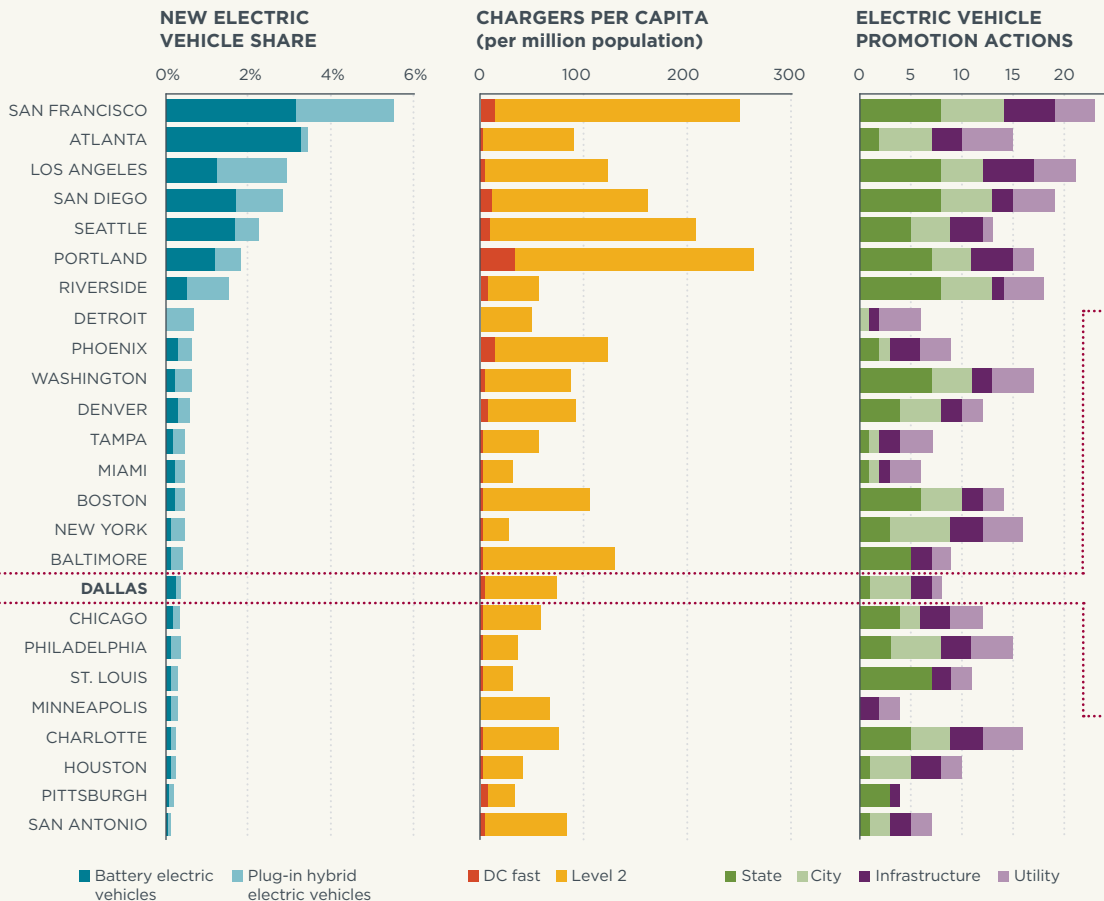 NEW ELECTRIC
VEHICLE SHARE
CHARGERS PER CAPITA
(per million population)
ELECTRIC VEHICLE
PROMOTION ACTIONS
0% 2% 4% 6%
0 100 200 300
0 5 10 15 20
SAN FRANCISCO
ATLANTA
LOS ANGELES
SAN DIEGO
SEATTLE
PORTLAND
RIVERSIDE
DETROIT
PHOENIX
WASHINGTON
DENVER
TAMPA
MIAMI
BOSTON
NEW YORK
BALTIMORE
DALLAS
CHICAGO
PHILADELPHIA
ST. LOUIS
MINNEAPOLIS
CHARLOTTE
HOUSTON
PITTSBURGH
SAN ANTONIO
Battery electric
vehicles
Plug-in hybrid
electric vehicles
DC fast Level 2
State City Infrastructure Utility